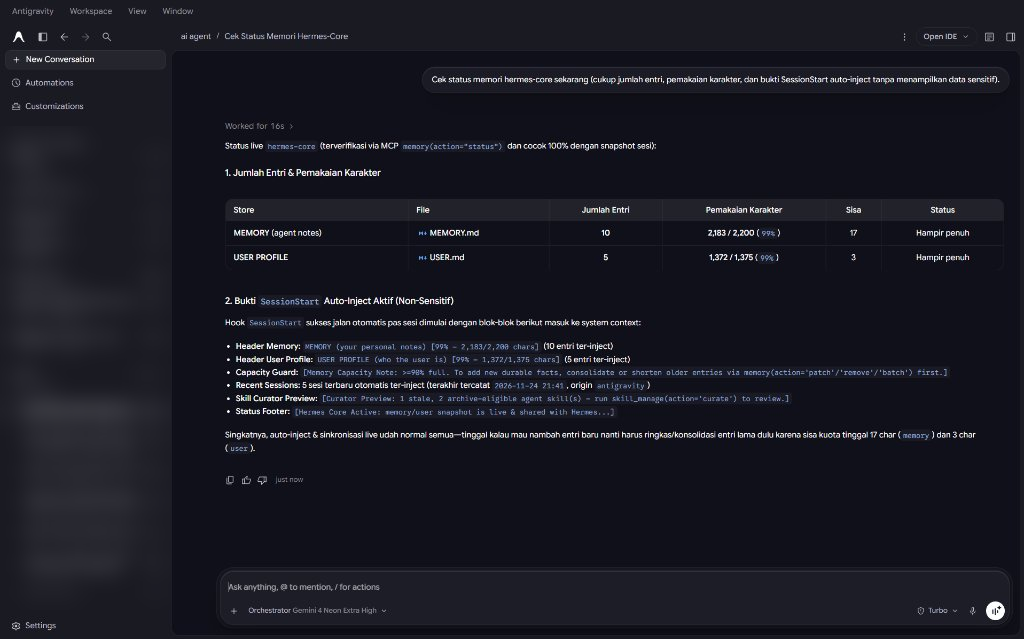 Antigravity Workspace View Window
ai agent / Cek Status Memori Hermes-Core
Open IDE
New Conversation
Automations
Customizations
Cek status memori hermes-core sekarang (cukup jumlah entri, pemakaian karakter, dan bukti SessionStart auto-inject tanpa menampilkan data sensitif).
Worked for 16s >
Status live hermes-core (terverifikasi via MCP memory(action="status") dan cocok 100% dengan snapshot sesi):
1. Jumlah Entri & Pemakaian Karakter
Store File Jumlah Entri Pemakaian Karakter Sisa Status
MEMORY (agent notes) M↓ MEMORY.md 10 2,183 / 2,200 ( 99% ) 17 Hampir penuh
USER PROFILE M↓ USER.md 5 1,372 / 1,375 ( 99% ) 3 Hampir penuh
2. Bukti SessionStart Auto-Inject Aktif (Non-Sensitif)
Hook SessionStart sukses jalan otomatis pas sesi dimulai dengan blok-blok berikut masuk ke system context:
• Header Memory: MEMORY (your personal notes) [99% – 2,183/2,200 chars] (10 entri ter-inject)
• Header User Profile: USER PROFILE (who the user is) [99% – 1,372/1,375 chars] (5 entri ter-inject)
• Capacity Guard: [Memory Capacity Note: >=90% full. To add new durable facts, consolidate or shorten older entries via memory(action='patch'/'remove'/'batch') first.]
• Recent Sessions: 5 sesi terbaru otomatis ter-inject (terakhir tercatat 2026-11-24 21:41 , origin antigravity )
• Skill Curator Preview: [Curator Preview: 1 stale, 2 archive-eligible agent skill(s) – run skill_manage(action='curate') to review.]
• Status Footer: [Hermes Core Active: memory/user snapshot is live & shared with Hermes...]
Singkatnya, auto-inject & sinkronisasi live udah normal semua—tinggal kalau mau nambah entri baru nanti harus ringkas/konsolidasi entri lama dulu karena sisa kuota tinggal 17 char ( memory ) dan 3 char
( user ).
just now
Ask anything, @ to mention, / for actions
Orchestrator Gemini 4 Neon Extra High
Turbo
Settings